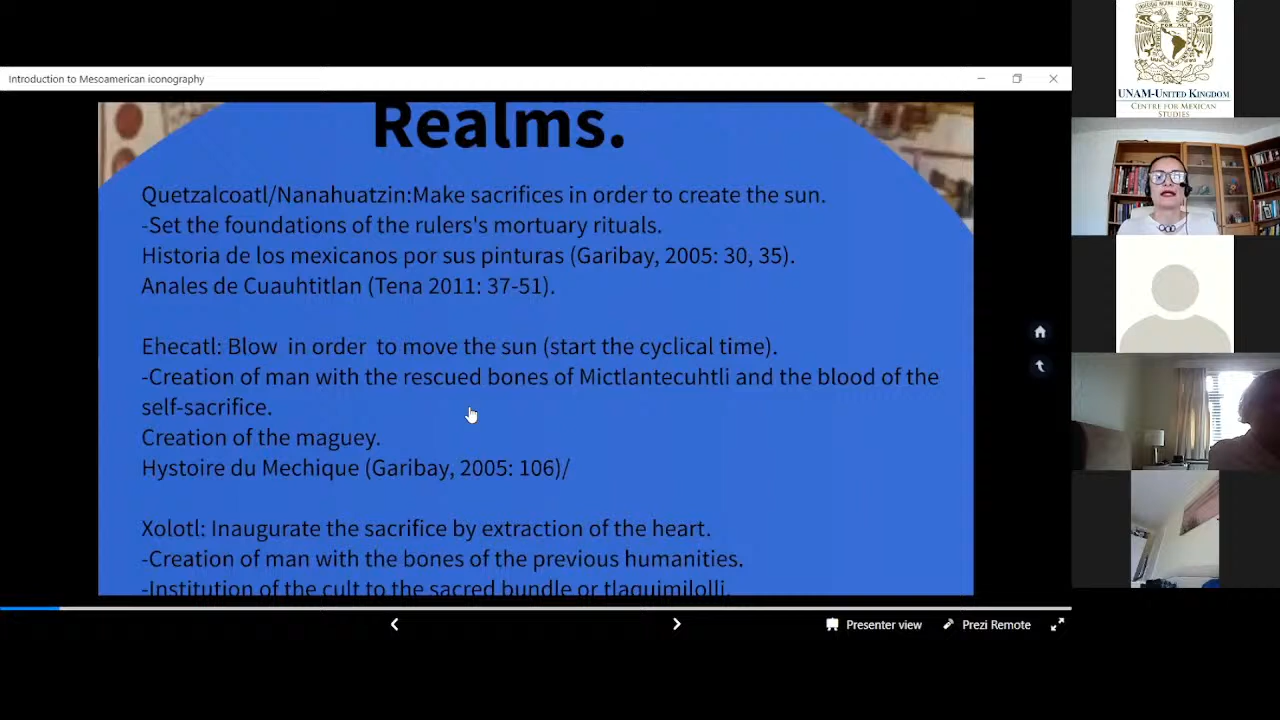 Introduction to Mesoamerican iconography
Realms.
Quetzalcoatl/Nanahuatzin:Make sacrifices in order to create the sun.
-Set the foundations of the rulers's mortuary rituals.
Historia de los mexicanos por sus pinturas (Garibay, 2005: 30, 35).
Anales de Cuauhtitlan (Tena 2011: 37-51).
Ehecatl: Blow in order to move the sun (start the cyclical time).
-Creation of man with the rescued bones of Mictlantecuhtli and the blood of the
self-sacrifice.
Creation of the maguey.
Hystoire du Mechique (Garibay, 2005: 106)/
Xolotl: Inaugurate the sacrifice by extraction of the heart.
-Creation of man with the bones of the previous humanities.
-Institution of the cult to the sacred bundle or tlaquimilolli.
Presenter view
Prezi Remote
UNAM-UNITED KINGDOM
CENTRE FOR MEXICAN
STUDIES